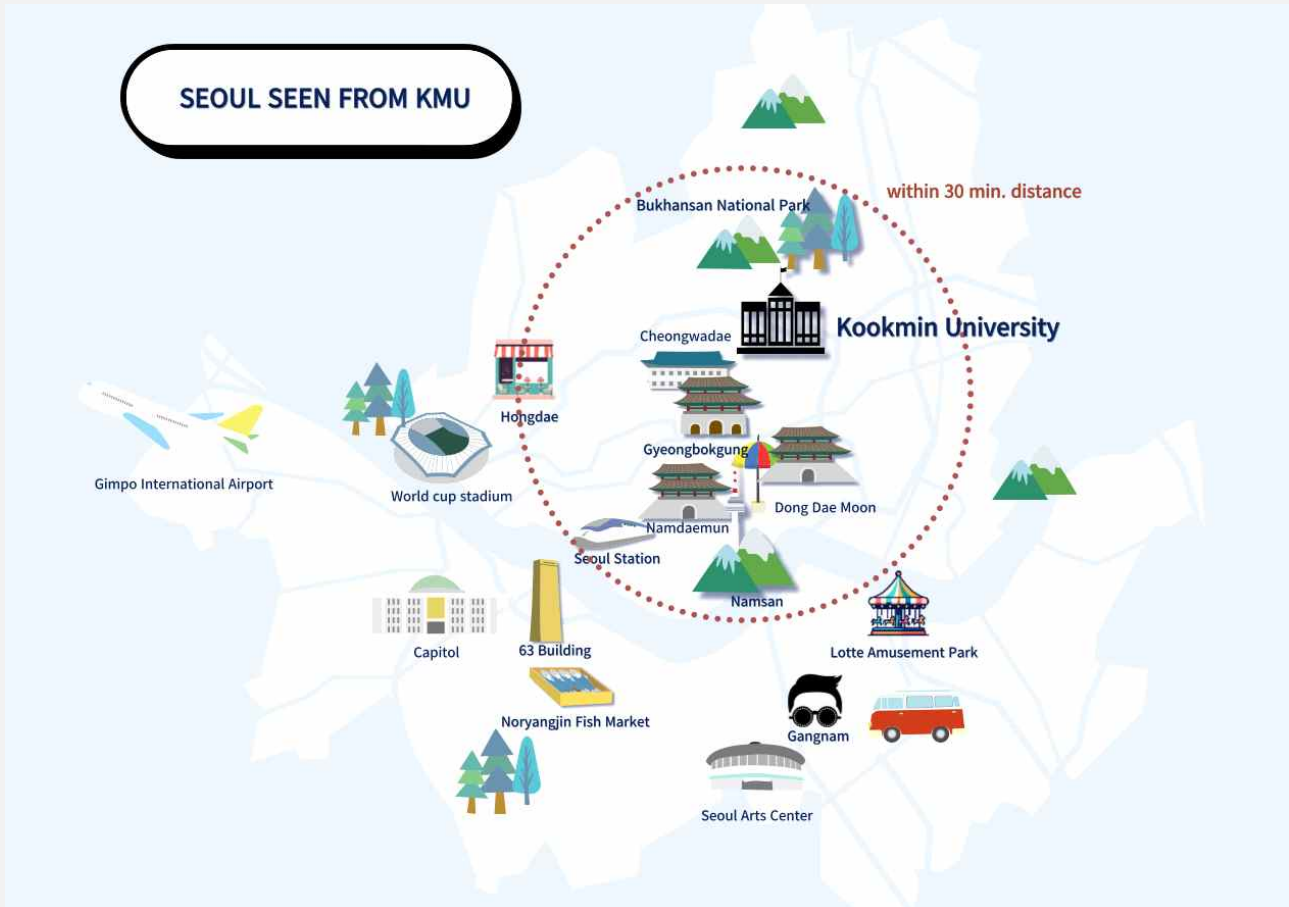 SEOUL SEEN FROM KMU
within 30 min. distance
Bukhansan National Park
Kookmin University
Cheongwadae
Hongdae
Gyeongbokgung
Gimpo International Airport
World cup stadium
Dong Dae Moon
Namdaemun
Seoul Station
Namsan
Capitol
63 Building
Lotte Amusement Park
Noryangjin Fish Market
Gangnam
Seoul Arts Center